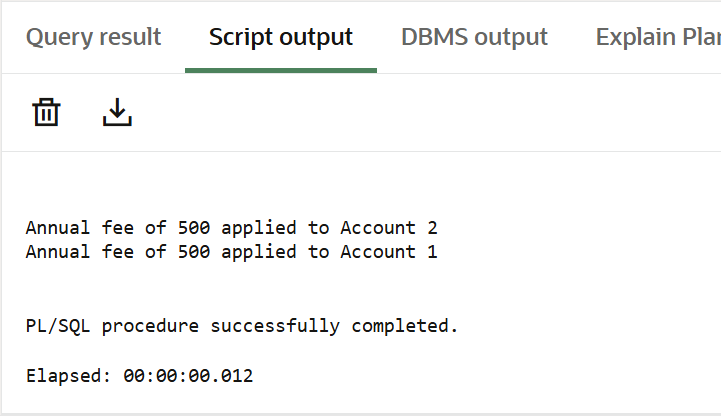 Query result Script output DBMS output Explain Plan
Annual fee of 500 applied to Account 2
Annual fee of 500 applied to Account 1
PL/SQL procedure successfully completed.
Elapsed: 00:00:00.012